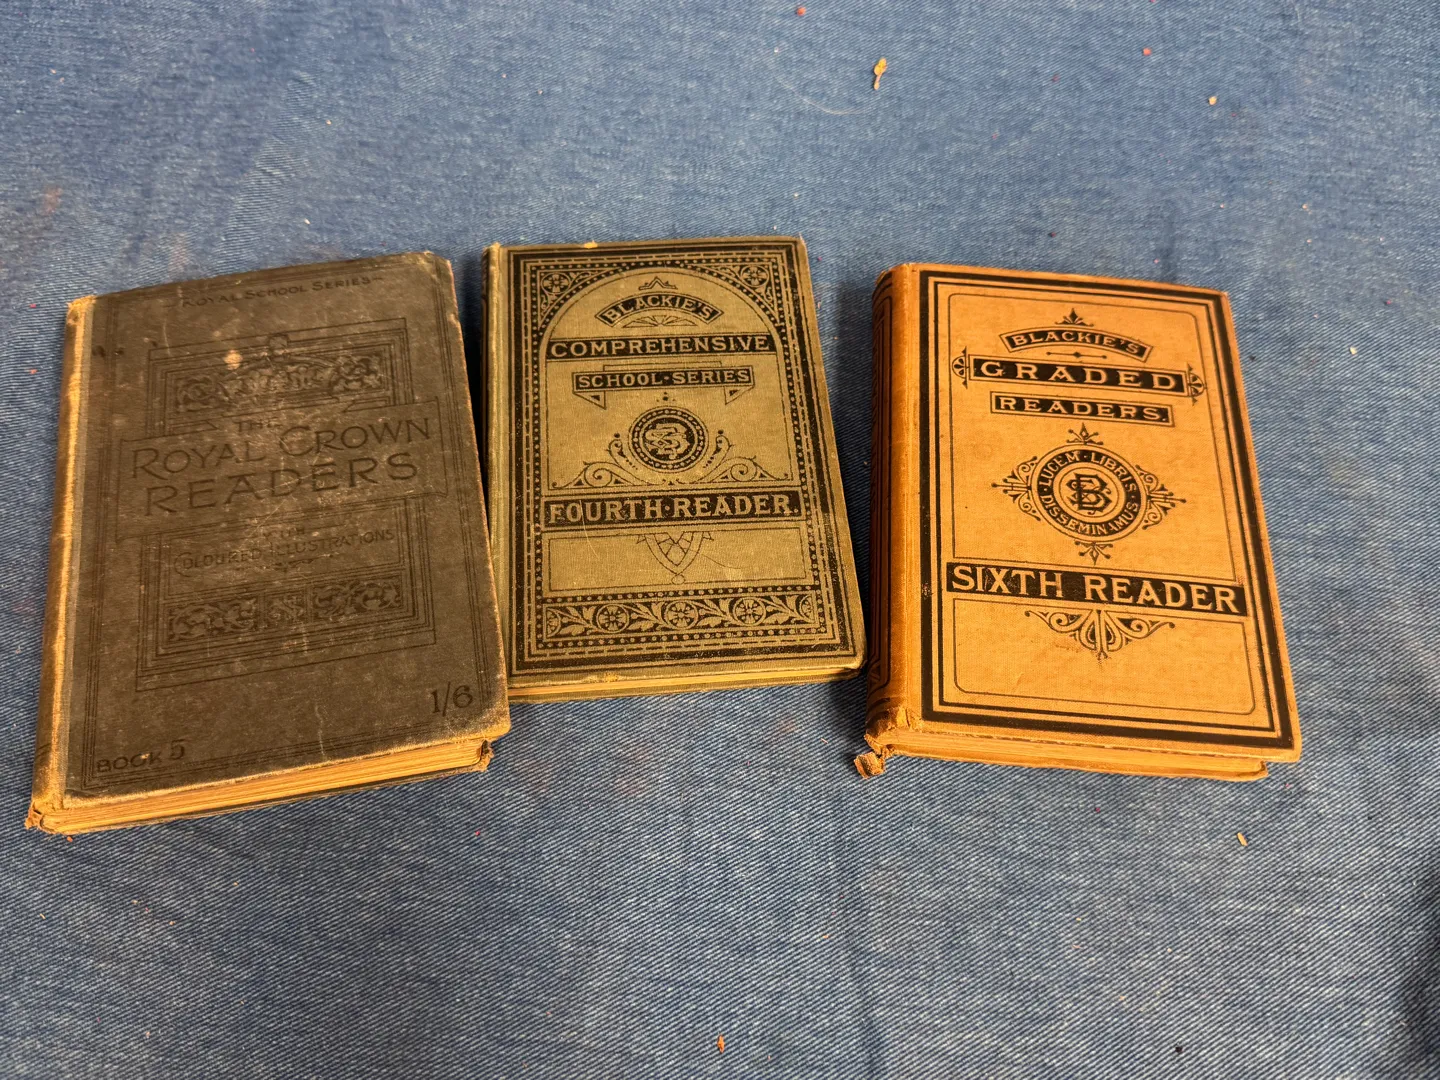 ROYAL SCHOOL SERIES
THE
ROYAL CROWN
READERS
WITH
COLOURED ILLUSTRATIONS
1/6
BOOK 5
BLACKIE'S
COMPREHENSIVE
SCHOOL·SERIES
FOURTH·READER.
BLACKIE'S
GRADED
READERS.
LUCEM·LIBRIS
DISSEMINAMUS
SIXTH READER